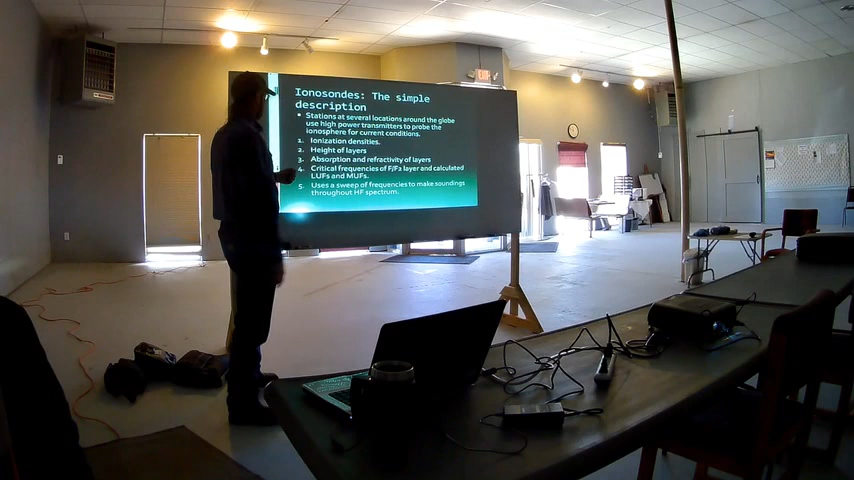 EXIT
Ionosondes: The simple
description
▪ Stations at several locations around the globe
use high power transmitters to probe the
ionosphere for current conditions.
1. Ionization densities.
2. Height of layers
3. Absorption and refractivity of layers
4. Critical frequencies of F/F2 layer and calculated
LUFs and MUFs.
5. Uses a sweep of frequencies to make soundings
throughout HF spectrum.